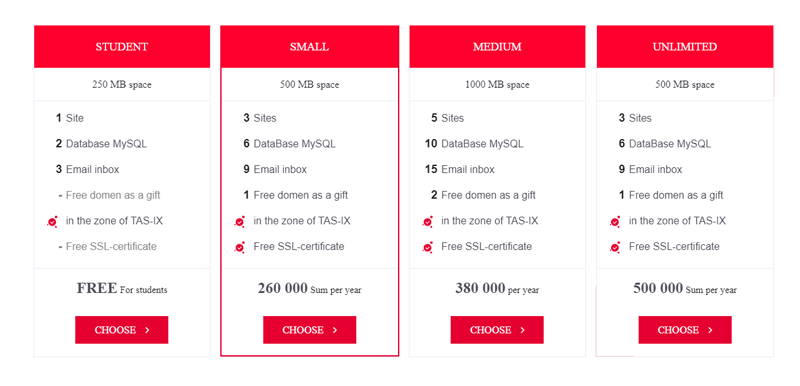 STUDENT
250 MB space
1 Site
2 Database MySQL
3 Email inbox
- Free domen as a gift
in the zone of TAS-IX
- Free SSL-certificate
FREE For students
CHOOSE
SMALL
500 MB space
3 Sites
6 DataBase MySQL
9 Email inbox
1 Free domen as a gift
in the zone of TAS-IX
Free SSL-certificate
260 000 Sum per year
CHOOSE
MEDIUM
1000 MB space
5 Sites
10 DataBase MySQL
15 Email inbox
2 Free domen as a gift
in the zone of TAS-IX
Free SSL-certificate
380 000 per year
CHOOSE
UNLIMITED
500 MB space
3 Sites
6 DataBase MySQL
9 Email inbox
1 Free domen as a gift
in the zone of TAS-IX
Free SSL-certificate
500 000 Sum per year
CHOOSE